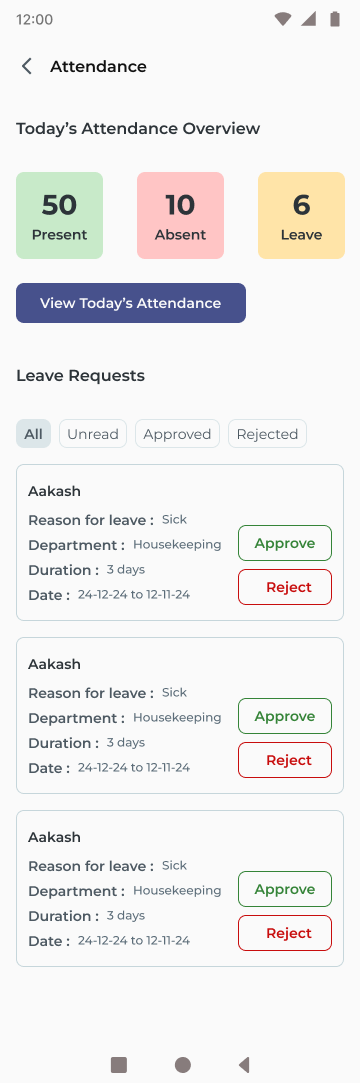 12:00
Attendance
Today's Attendance Overview
50 10 6
Present Absent Leave
View Today's Attendance
Leave Requests
All Unread Approved Rejected
Aakash
Reason for leave : Sick
Department : Housekeeping
Duration : 3 days
Date : 24-12-24 to 12-11-24
Approve
Reject
Aakash
Reason for leave : Sick
Department : Housekeeping
Duration : 3 days
Date : 24-12-24 to 12-11-24
Approve
Reject
Aakash
Reason for leave : Sick
Department : Housekeeping
Duration : 3 days
Date : 24-12-24 to 12-11-24
Approve
Reject